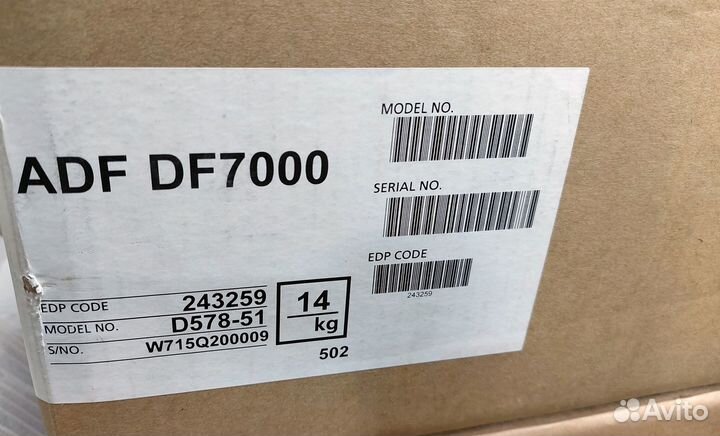 ADF DF7000
MODEL NO.
SERIAL NO.
EDP CODE
243259
EDP CODE 243259
MODEL NO. D578-51
S/NO. W715Q200009
14
kg
502
Avito